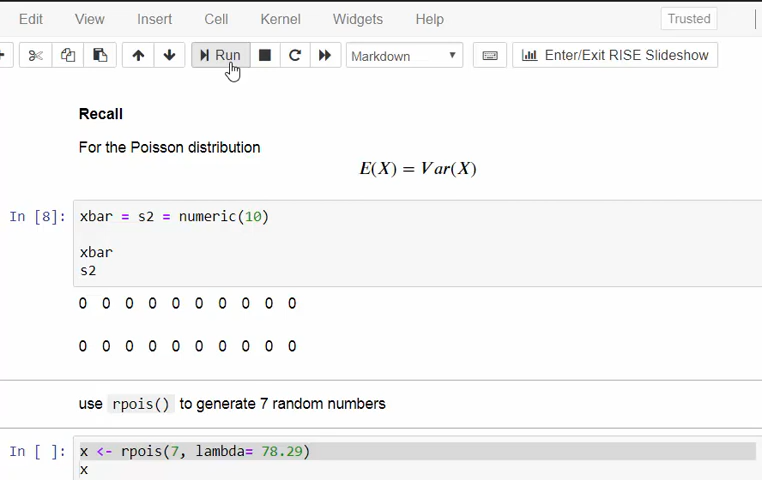 Edit View Insert Cell Kernel Widgets Help Trusted
Run Markdown Enter/Exit RISE Slideshow
Recall
For the Poisson distribution
E(X) = Var(X)
In [8]: xbar = s2 = numeric(10)
xbar
s2
0 0 0 0 0 0 0 0 0 0
0 0 0 0 0 0 0 0 0 0
use rpois() to generate 7 random numbers
In [ ]: x <- rpois(7, lambda= 78.29)
x